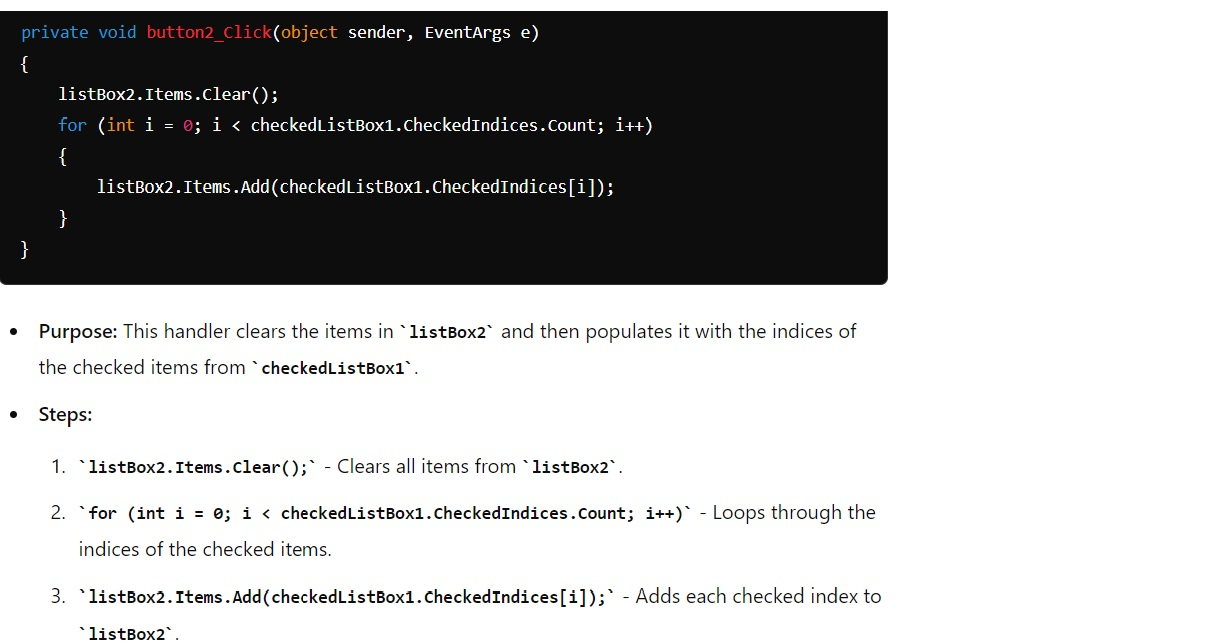 private void button2_Click(object sender, EventArgs e)
{
listBox2.Items.Clear();
for (int i = 0; i < checkedListBox1.CheckedIndices.Count; i++)
{
listBox2.Items.Add(checkedListBox1.CheckedIndices[i]);
}
}
• Purpose: This handler clears the items in `listBox2` and then populates it with the indices of
the checked items from `checkedListBox1`.
• Steps:
1. `listBox2.Items.Clear();` - Clears all items from `listBox2`.
2. `for (int i = 0; i < checkedListBox1.CheckedIndices.Count; i++)` - Loops through the
indices of the checked items.
3. `listBox2.Items.Add(checkedListBox1.CheckedIndices[i]);` - Adds each checked index to
`listBox2`.